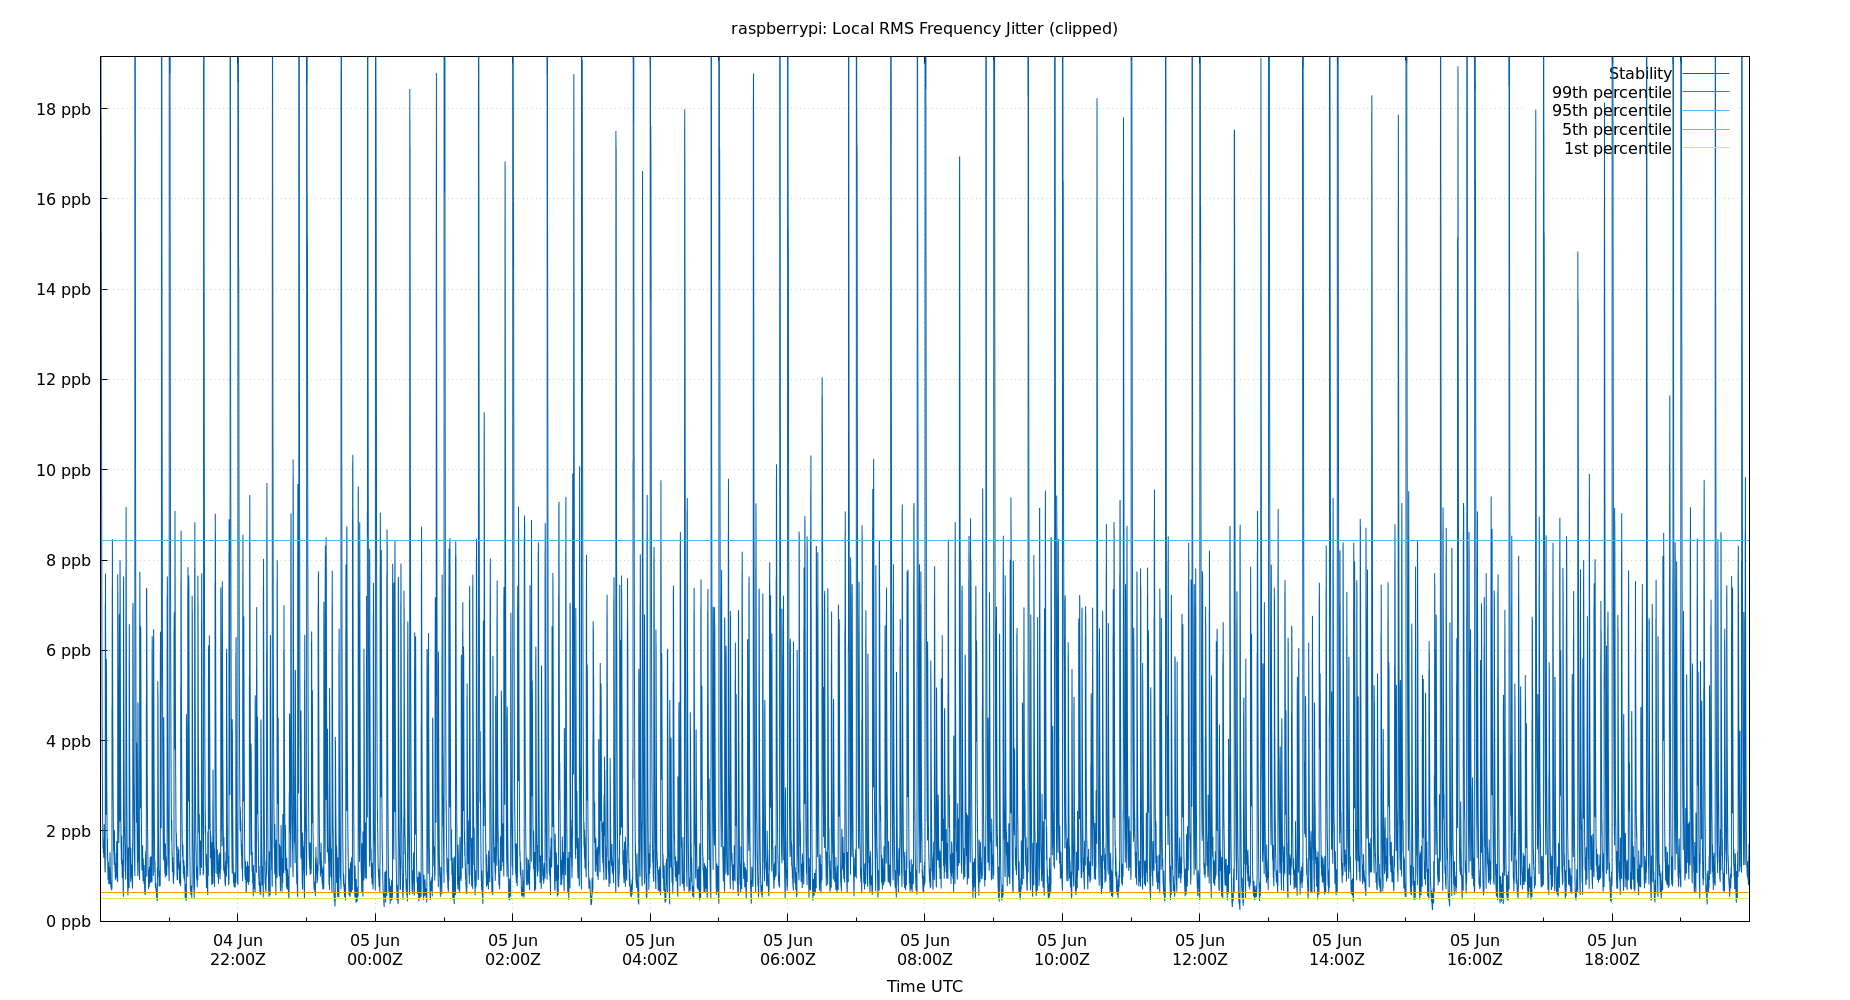 raspberrypi: Local RMS Frequency Jitter (clipped)
Stability
99th percentile
95th percentile
5th percentile
1st percentile
18 ppb
16 ppb
14 ppb
12 ppb
10 ppb
8 ppb
6 ppb
4 ppb
2 ppb
0 ppb
04 Jun 05 Jun 05 Jun 05 Jun 05 Jun 05 Jun 05 Jun 05 Jun 05 Jun 05 Jun 05 Jun
22:00Z 00:00Z 02:00Z 04:00Z 06:00Z 08:00Z 10:00Z 12:00Z 14:00Z 16:00Z 18:00Z
Time UTC